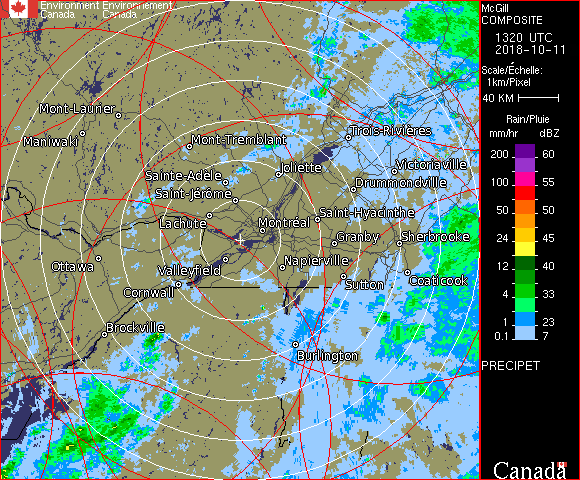 Environment Environnement
Canada Canada
McGill
COMPOSITE
1320 UTC
2018-10-11
Scale/Échelle:
1km/Pixel
40 KM
Rain/Pluie
mm/hr dBZ
200 60
100 55
50 50
24 45
12 40
4 33
1 23
0.1 7
PRECIPET
Canada
Mont-Laurier
Maniwaki
Mont-Tremblant
Trois-Rivières
Sainte-Adèle
Joliette
Victoriaville
Saint-Jérôme
Drummondville
Lachute
Montréal
Saint-Hyacinthe
Granby
Sherbrooke
Ottawa
Valleyfield
Napierville
Cornwall
Sutton
Coaticook
Brockville
Burlington